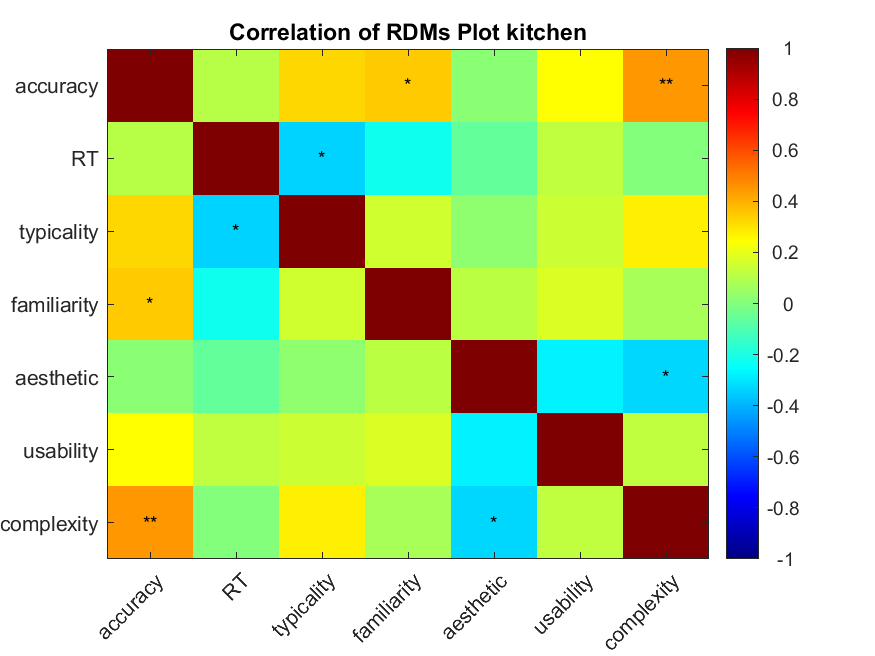 Correlation of RDMs Plot kitchen
accuracy
* **
RT
*
typicality
*
familiarity
*
aesthetic
*
usability
complexity
** *
accuracy
RT
typicality
familiarity
aesthetic
usability
complexity
1
0.8
0.6
0.4
0.2
0
-0.2
-0.4
-0.6
-0.8
-1